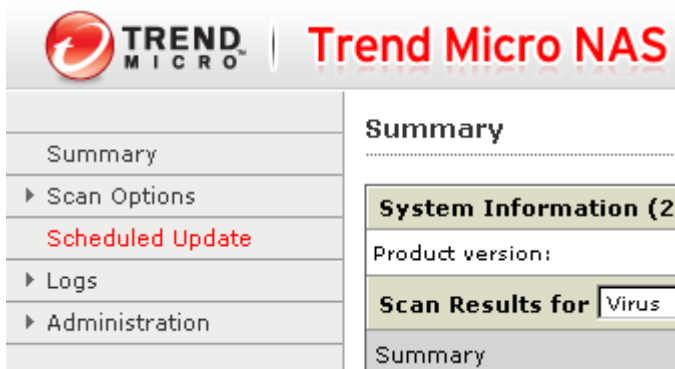 TREND MICRO
Trend Micro NAS
Summary
Scan Options
Scheduled Update
Logs
Administration
Summary
System Information (2
Product version:
Scan Results for Virus
Summary